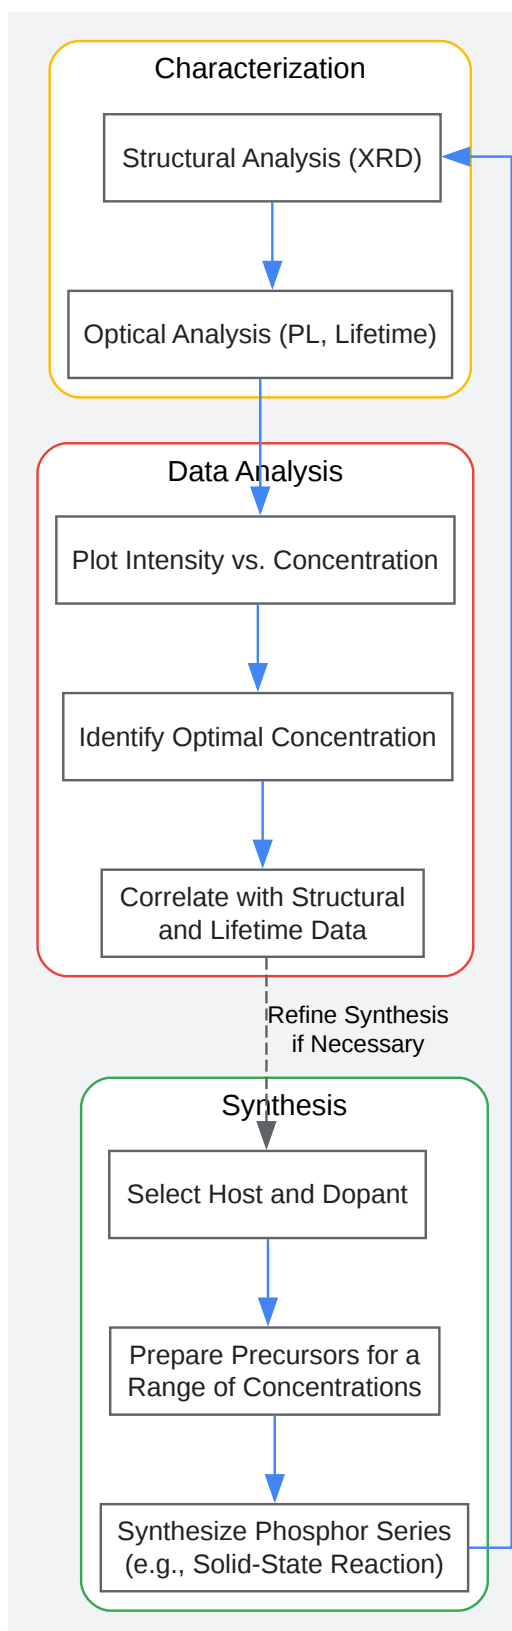 Characterization
Structural Analysis (XRD)
Optical Analysis (PL, Lifetime)
Data Analysis
Plot Intensity vs. Concentration
Identify Optimal Concentration
Correlate with Structural
and Lifetime Data
Refine Synthesis
if Necessary
Synthesis
Select Host and Dopant
Prepare Precursors for a
Range of Concentrations
Synthesize Phosphor Series
(e.g., Solid-State Reaction)